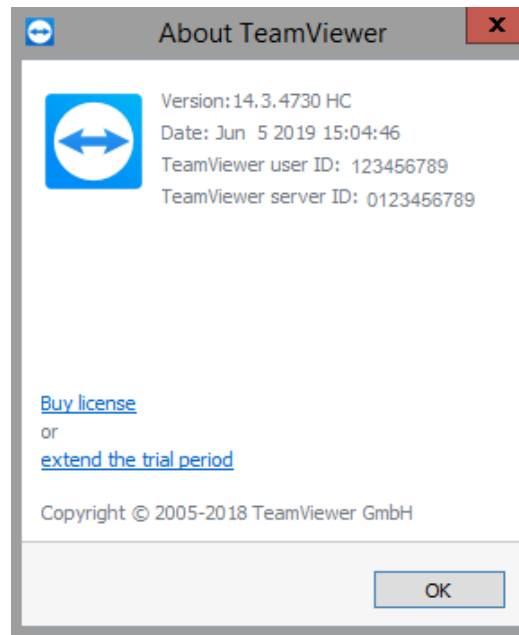 About TeamViewer
x
Version:14.3.4730 HC
Date: Jun  5 2019 15:04:46
TeamViewer user ID: 123456789
TeamViewer server ID: 0123456789
Buy license
or
extend the trial period
Copyright © 2005-2018 TeamViewer GmbH
OK